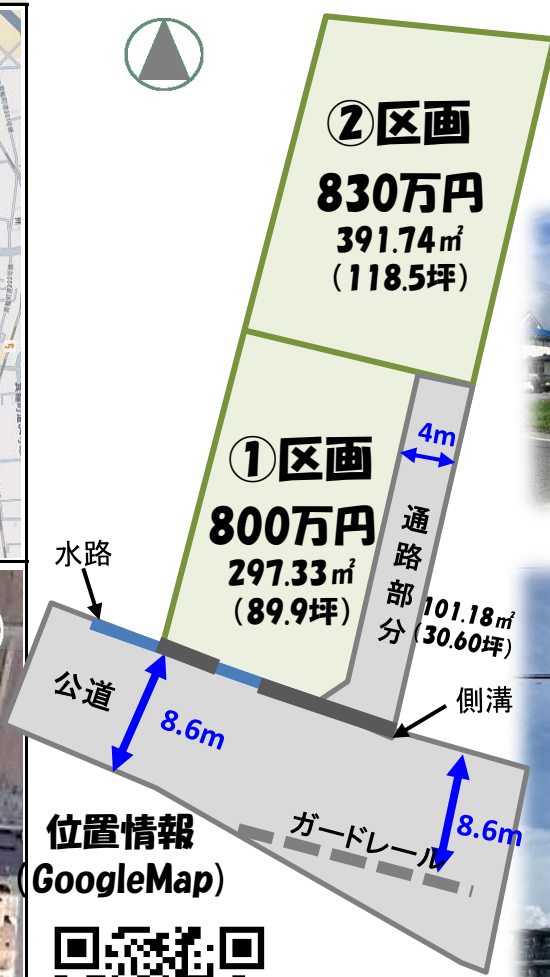 ②区画
830万円
391.74㎡
(118.5坪)
①区画
800万円
297.33㎡
(89.9坪)
4m
通路部分
101.18㎡
(30.60坪)
水路
公道
8.6m
側溝
8.6m
ガードレール
位置情報
(GoogleMap)